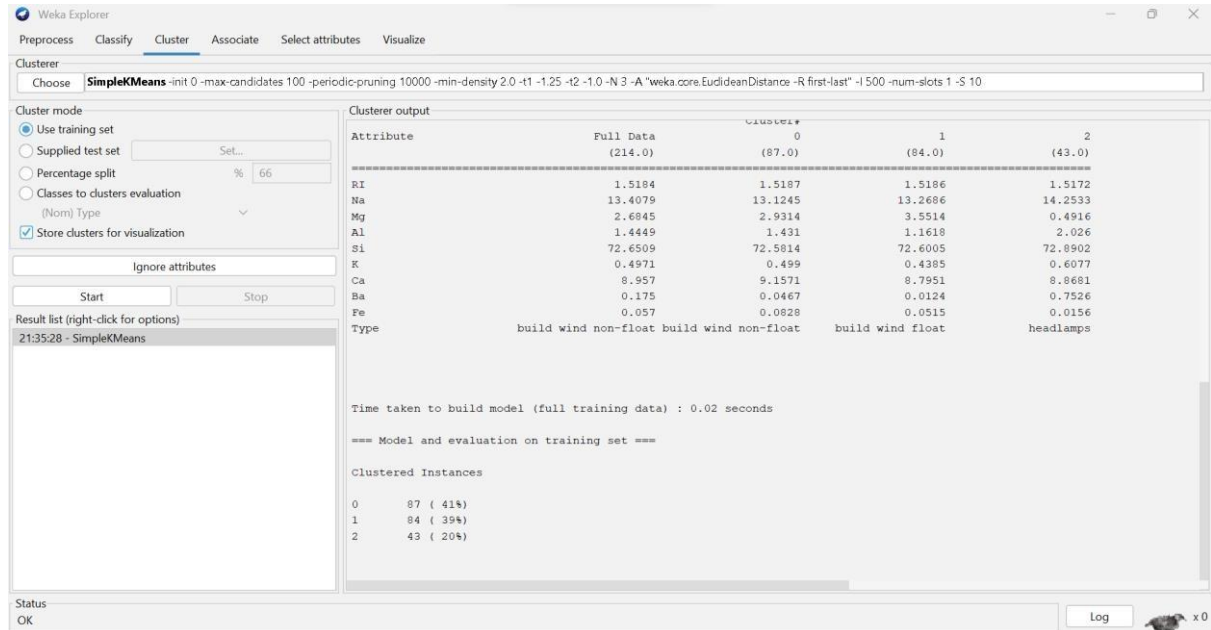 Weka Explorer
Preprocess Classify Cluster Associate Select attributes Visualize
Clusterer
Choose SimpleKMeans -init 0 -max-candidates 100 -periodic-pruning 10000 -min-density 2.0 -t1 -1.25 -t2 -1.0 -N 3 -A "weka.core.EuclideanDistance -R first-last" -I 500 -num-slots 1 -S 10
Cluster mode
Use training set
Supplied test set Set...
Percentage split % 66
Classes to clusters evaluation
(Nom) Type
Store clusters for visualization
Ignore attributes
Start Stop
Result list (right-click for options)
21:35:28 - SimpleKMeans
Clusterer output
Cluster#
Attribute Full Data 0 1 2
(214.0) (87.0) (84.0) (43.0)
==========================================================================================
RI 1.5184 1.5187 1.5186 1.5172
Na 13.4079 13.1245 13.2686 14.2533
Mg 2.6845 2.9314 3.5514 0.4916
Al 1.4449 1.431 1.1618 2.026
Si 72.6509 72.5814 72.6005 72.8902
K 0.4971 0.499 0.4385 0.6077
Ca 8.957 9.1571 8.7951 8.8681
Ba 0.175 0.0467 0.0124 0.7526
Fe 0.057 0.0828 0.0515 0.0156
Type build wind non-float build wind non-float build wind float headlamps
Time taken to build model (full training data) : 0.02 seconds
=== Model and evaluation on training set ===
Clustered Instances
0 87 ( 41%)
1 84 ( 39%)
2 43 ( 20%)
Status
OK
Log
x 0